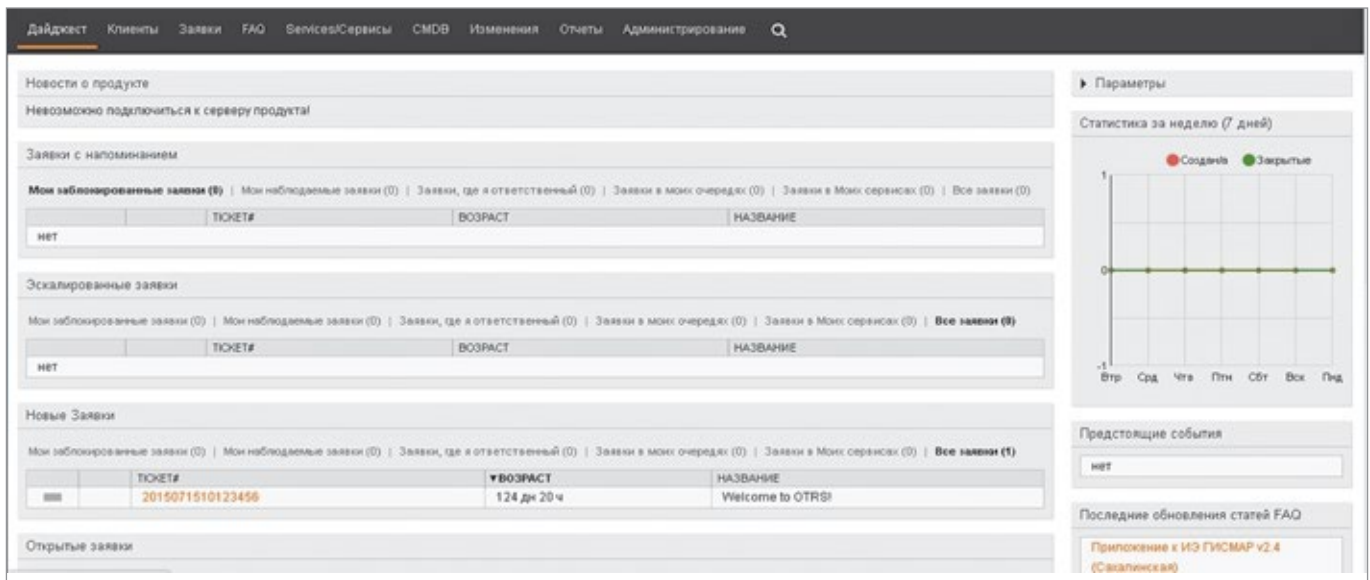 Дайджест Клиенты Заявки FAQ Services/Сервисы CMDB Изменения Отчеты Администрирование
Новости о продукте
Невозможно подключиться к серверу продукта!
Заявки с напоминанием
Мои заблокированные заявки (0) | Мои наблюдаемые заявки (0) | Заявки, где я ответственный (0) | Заявки в моих очередях (0) | Заявки в Моих сервисах (0) | Все заявки (0)
TICKET# ВОЗРАСТ НАЗВАНИЕ
нет
Эскалированные заявки
Мои заблокированные заявки (0) | Мои наблюдаемые заявки (0) | Заявки, где я ответственный (0) | Заявки в моих очередях (0) | Заявки в Моих сервисах (0) | Все заявки (0)
TICKET# ВОЗРАСТ НАЗВАНИЕ
нет
Новые Заявки
Мои заблокированные заявки (0) | Мои наблюдаемые заявки (0) | Заявки, где я ответственный (0) | Заявки в моих очередях (0) | Заявки в Моих сервисах (0) | Все заявки (1)
TICKET# ▼ВОЗРАСТ НАЗВАНИЕ
2015071510123456 124 дн 20 ч Welcome to OTRS!
Открытые заявки
Параметры
Статистика за неделю (7 дней)
Закрытые
1
0
-1
Втр Срд Чтв Птн Сбт Вск Пнд
Предстоящие события
нет
Последние обновления статей FAQ
Приложение к ИЭ ГИСМАР v2.4
(Сахалинская)